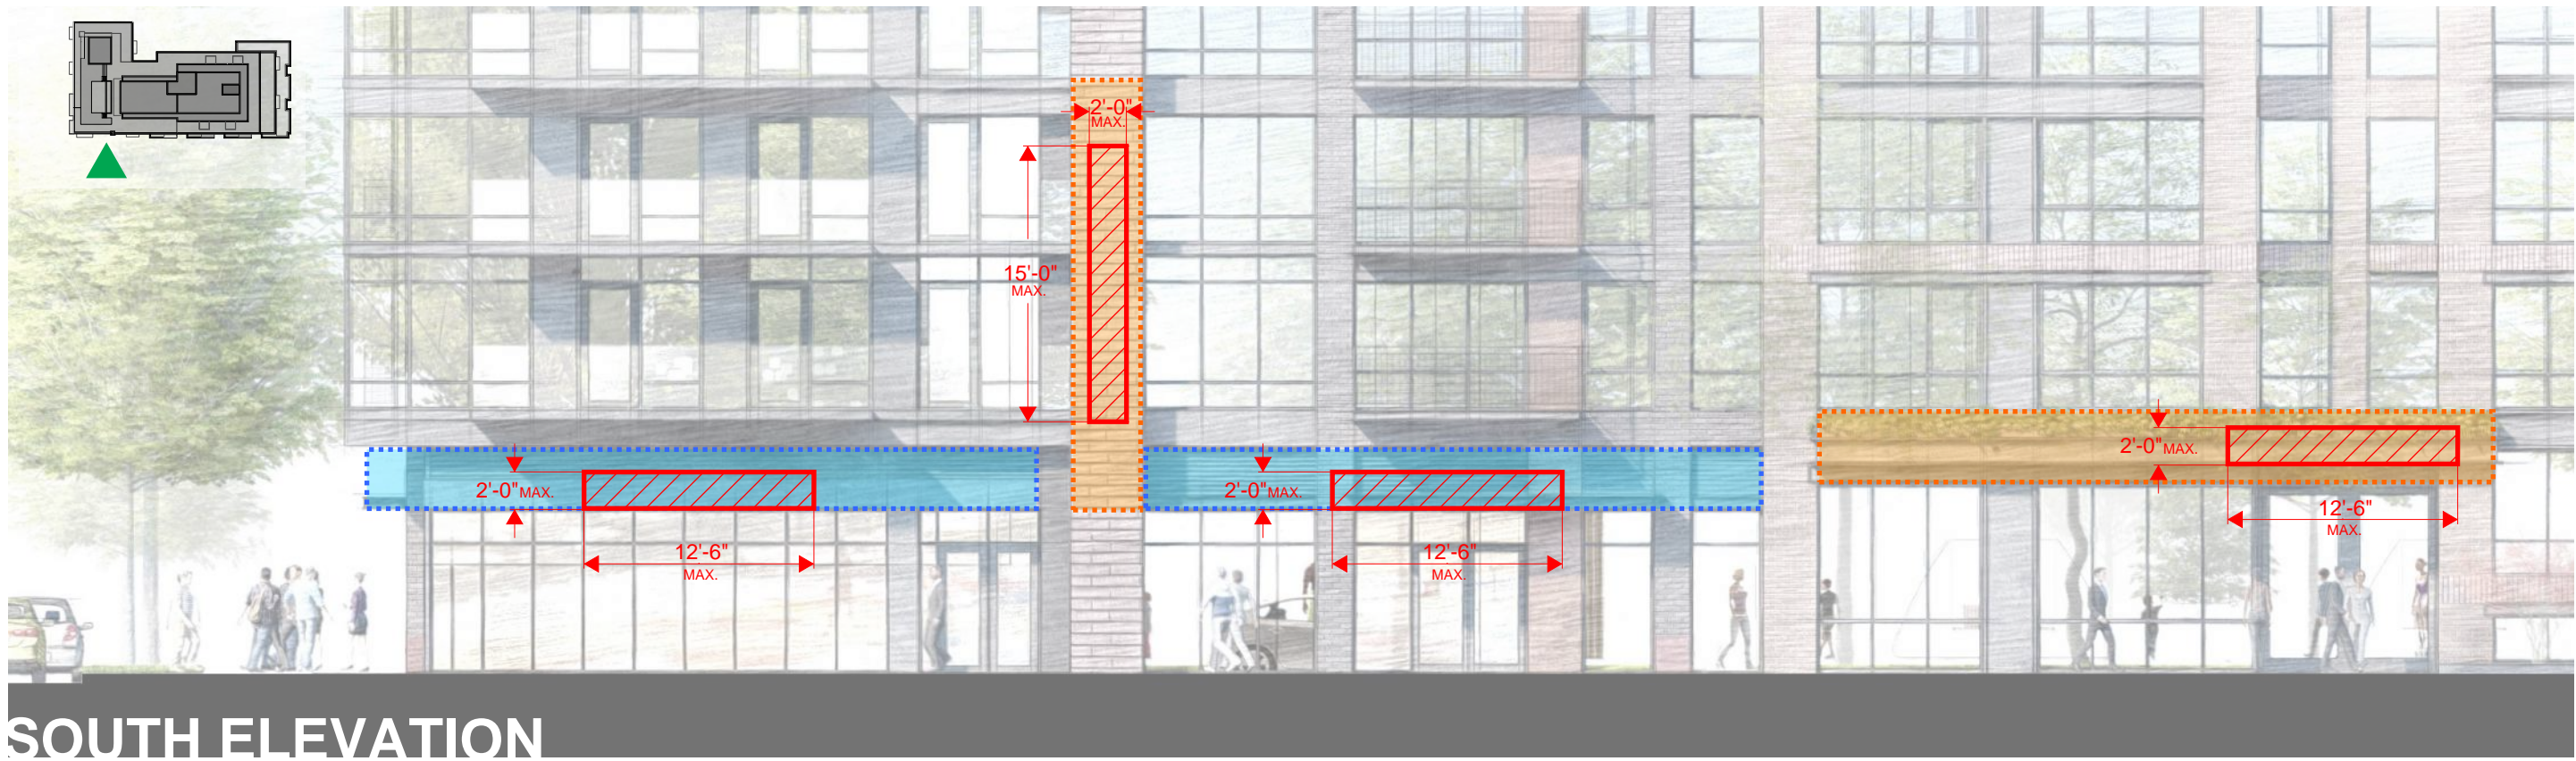 2'-0"
MAX.
15'-0"
MAX.
2'-0" MAX.
12'-6"
MAX.
2'-0" MAX.
12'-6"
MAX.
2'-0" MAX.
12'-6"
MAX.
SOUTH ELEVATION